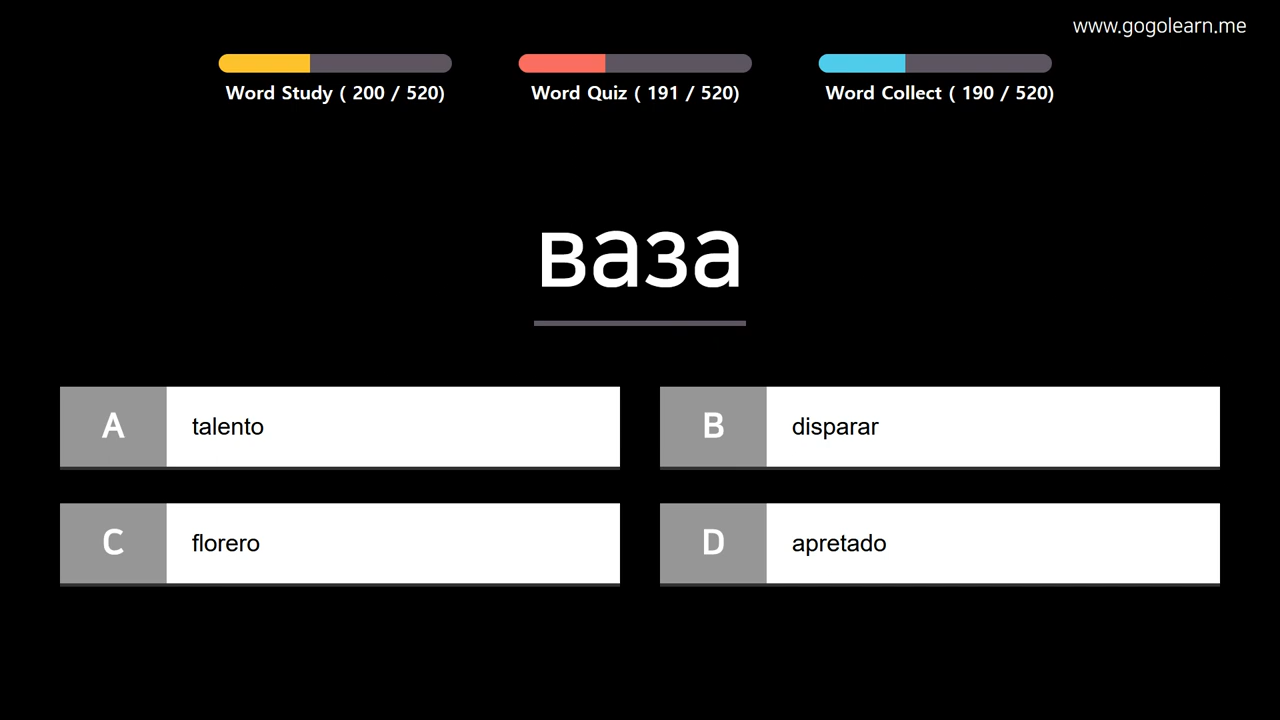 www.gogolearn.me
Word Study ( 200 / 520)
Word Quiz ( 191 / 520)
Word Collect ( 190 / 520)
ваза
A talento
B disparar
C florero
D apretado